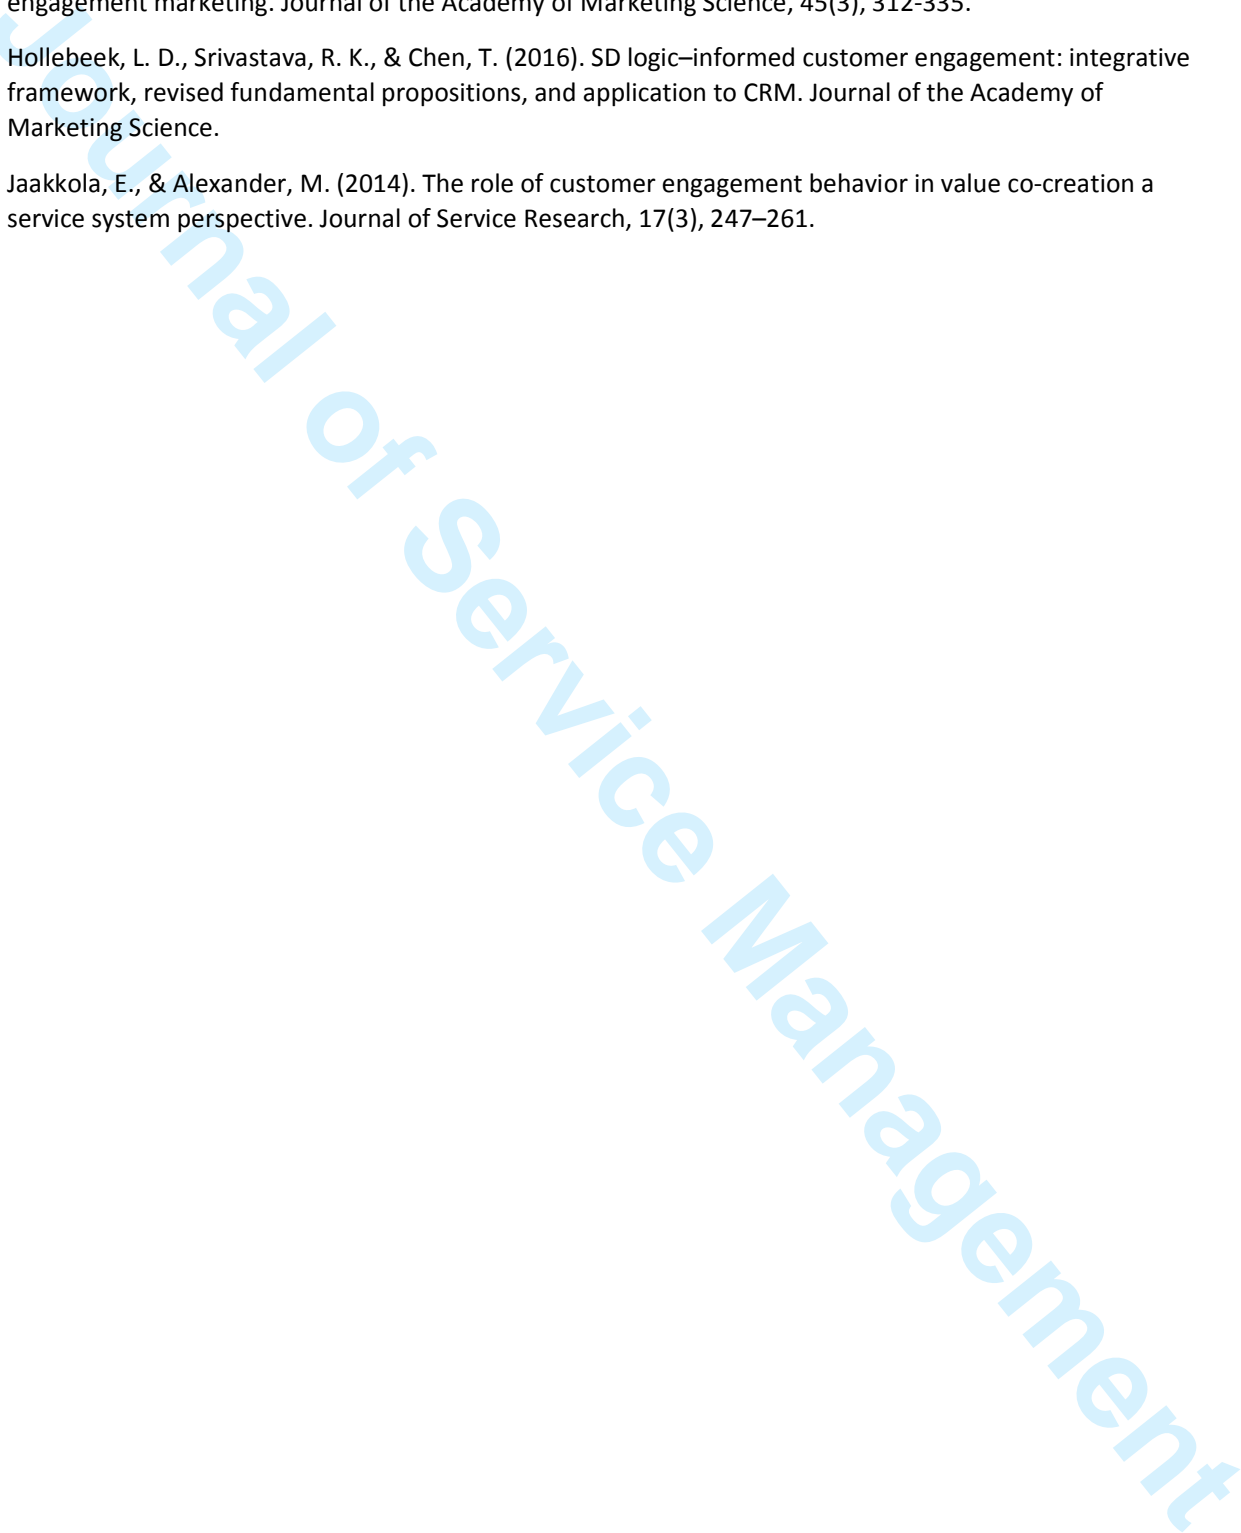 engagement marketing. Journal of the Academy of Marketing Science, 45(3), 312-335.
Hollebeek, L. D., Srivastava, R. K., & Chen, T. (2016). SD logic–informed customer engagement: integrative
framework, revised fundamental propositions, and application to CRM. Journal of the Academy of
Marketing Science.
Jaakkola, E., & Alexander, M. (2014). The role of customer engagement behavior in value co-creation a
service system perspective. Journal of Service Research, 17(3), 247–261.
Journal of Service Management